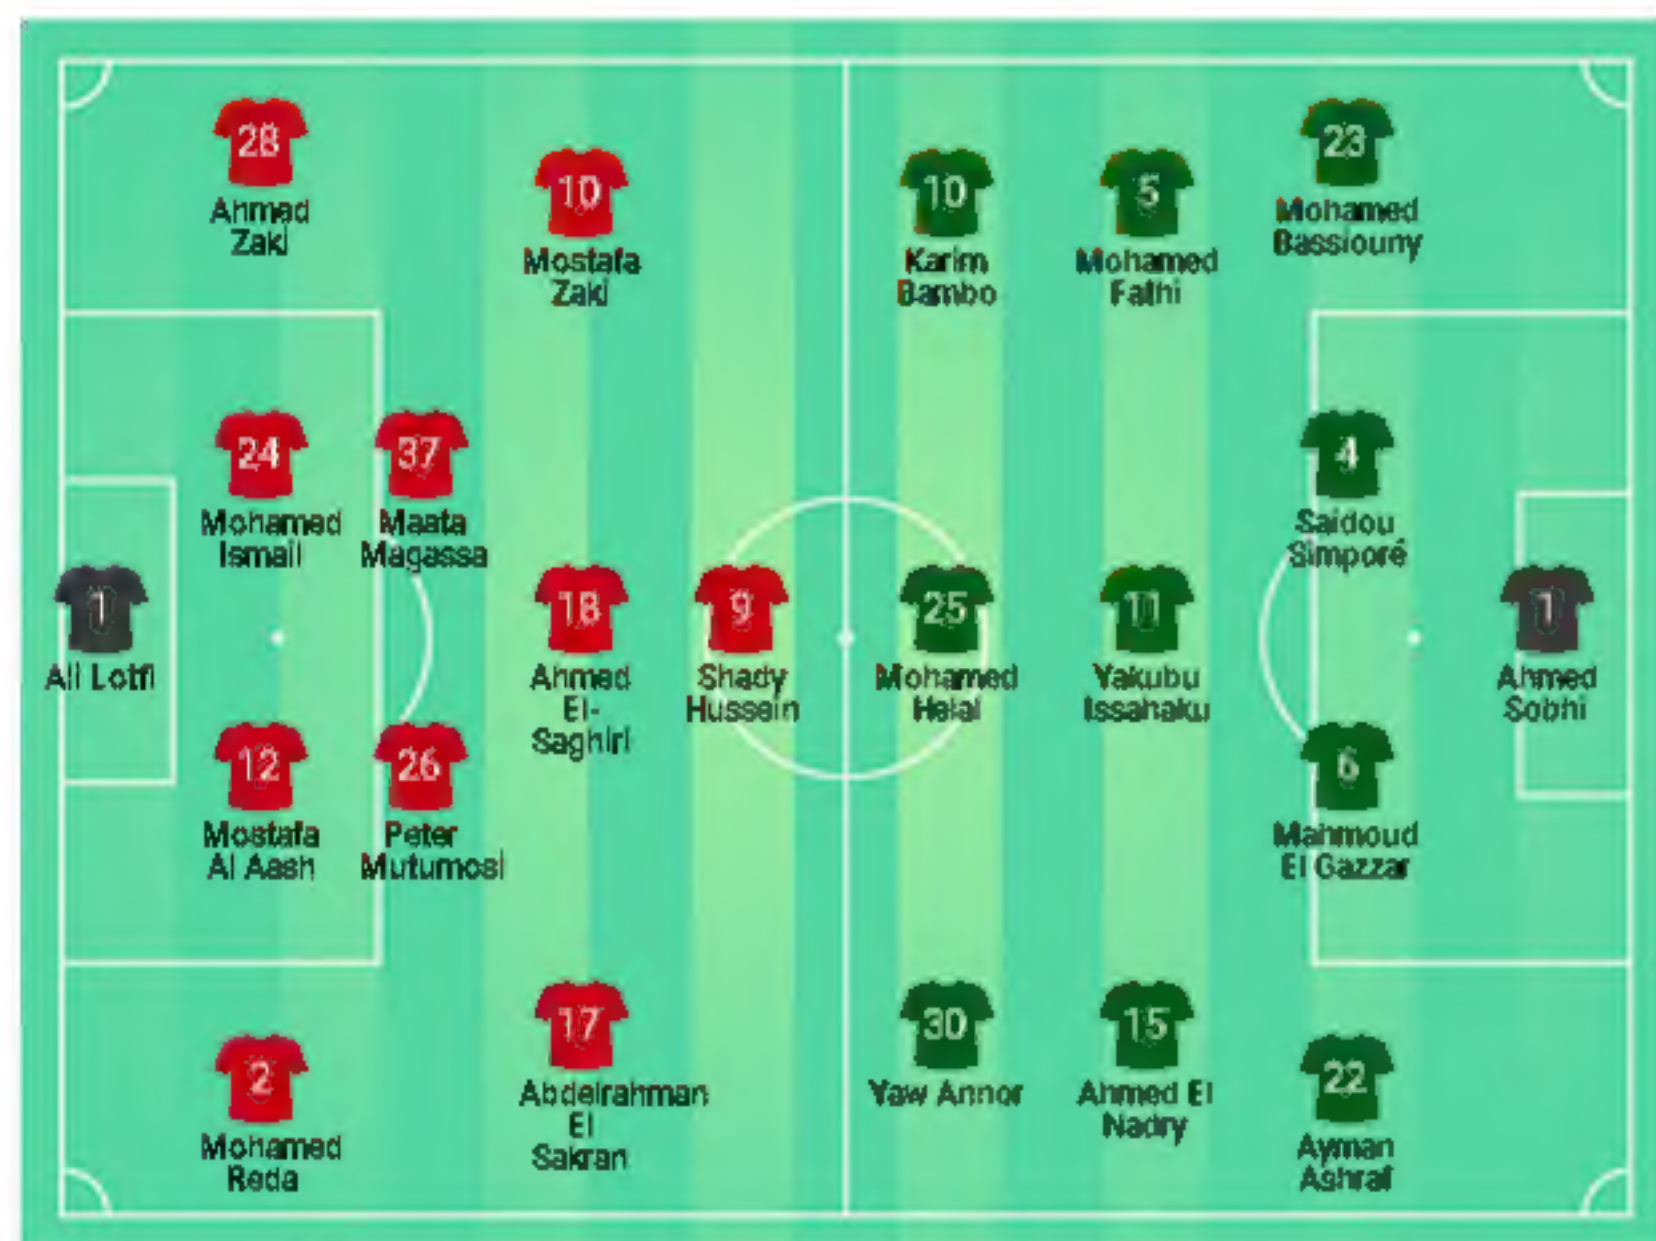 28
Ahmed
Zaki
10
Mostafa
Zaki
10
Karim
Bambo
5
Mohamed
Fathi
23
Mohamed
Bassiouny
24
Mohamed
Ismail
37
Maata
Magassa
4
Saidou
Simporé
1
Ali Lotfi
18
Ahmed
El-
Saghiri
9
Shady
Hussein
25
Mohamed
Helal
11
Yakubu
Issahaku
1
Ahmed
Sobhi
12
Mostafa
Al Aash
26
Peter
Mutumosi
6
Mahmoud
El Gazzar
2
Mohamed
Reda
17
Abdelrahman
El
Sakran
30
Yaw Annor
15
Ahmed El
Nadry
22
Ayman
Ashraf